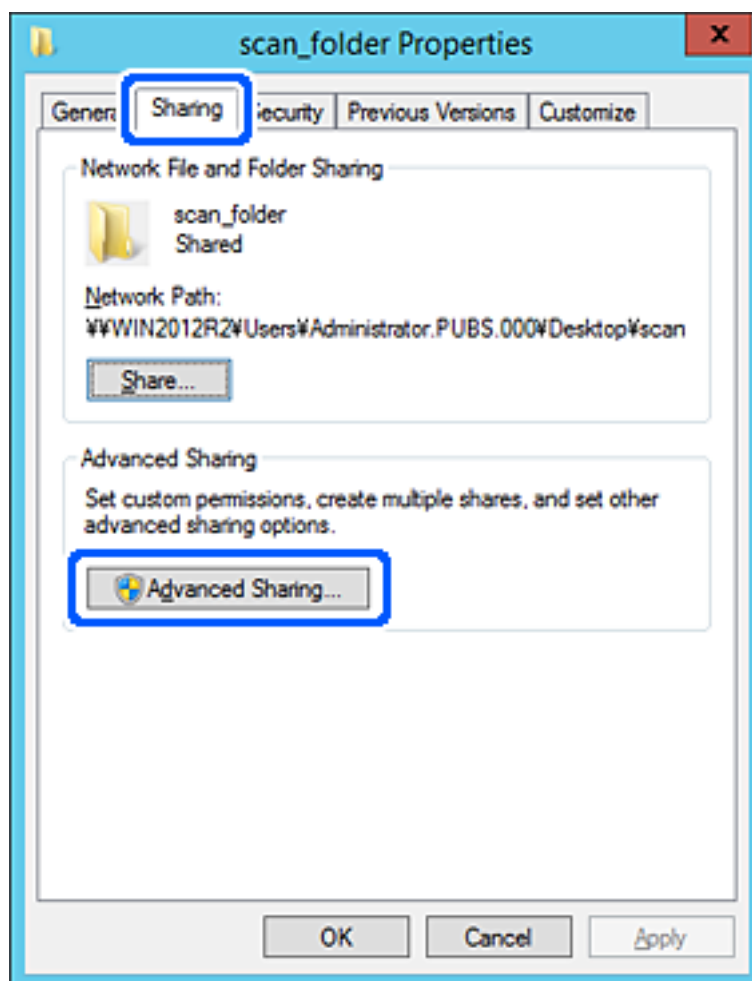 scan_folder Properties
x
Sharing
Previous Versions
Customize
Network File and Folder Sharing
scan_folder
Shared
Network Path:
¥¥WIN2012R2¥Users¥Administrator.PUBS.000¥Desktop¥scan
Share...
Advanced Sharing
Set custom permissions, create multiple shares, and set other
advanced sharing options.
Advanced Sharing...
OK
Cancel
Apply